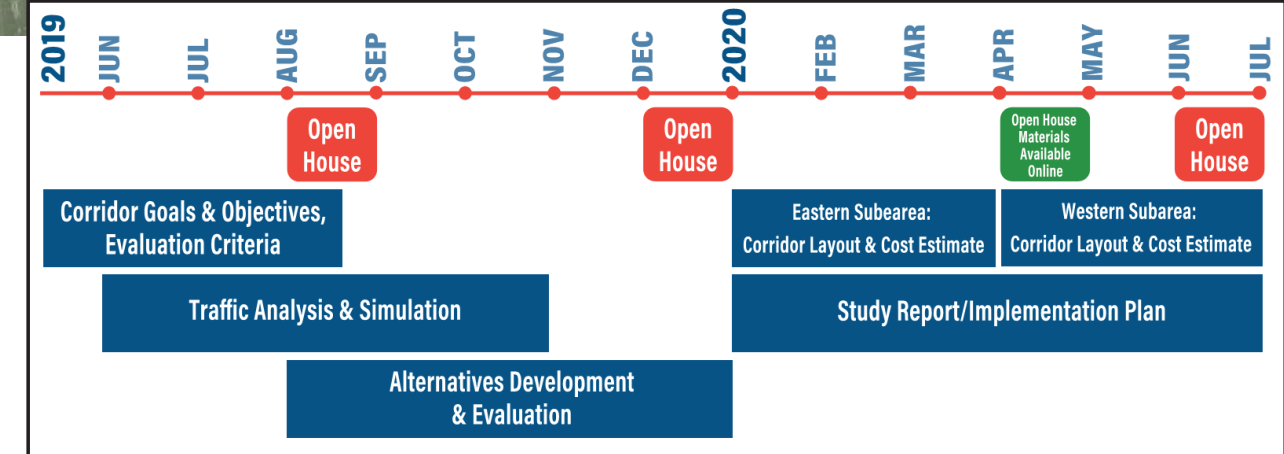 2019
JUN
JUL
AUG
SEP
OCT
NOV
DEC
2020
FEB
MAR
APR
MAY
JUN
JUL
Open
House
Open
House
Open House
Materials
Available
Online
Open
House
Corridor Goals & Objectives,
Evaluation Criteria
Eastern Subearea:
Corridor Layout & Cost Estimate
Western Subarea:
Corridor Layout & Cost Estimate
Traffic Analysis & Simulation
Study Report/Implementation Plan
Alternatives Development
& Evaluation